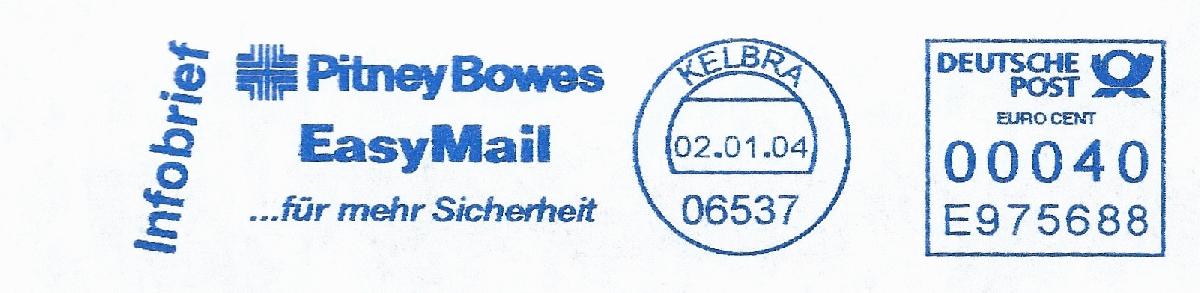 Infobrief
Pitney Bowes
EasyMail
...für mehr Sicherheit
KELBRA
02.01.04
06537
DEUTSCHE
POST
EURO CENT
00040
E975688